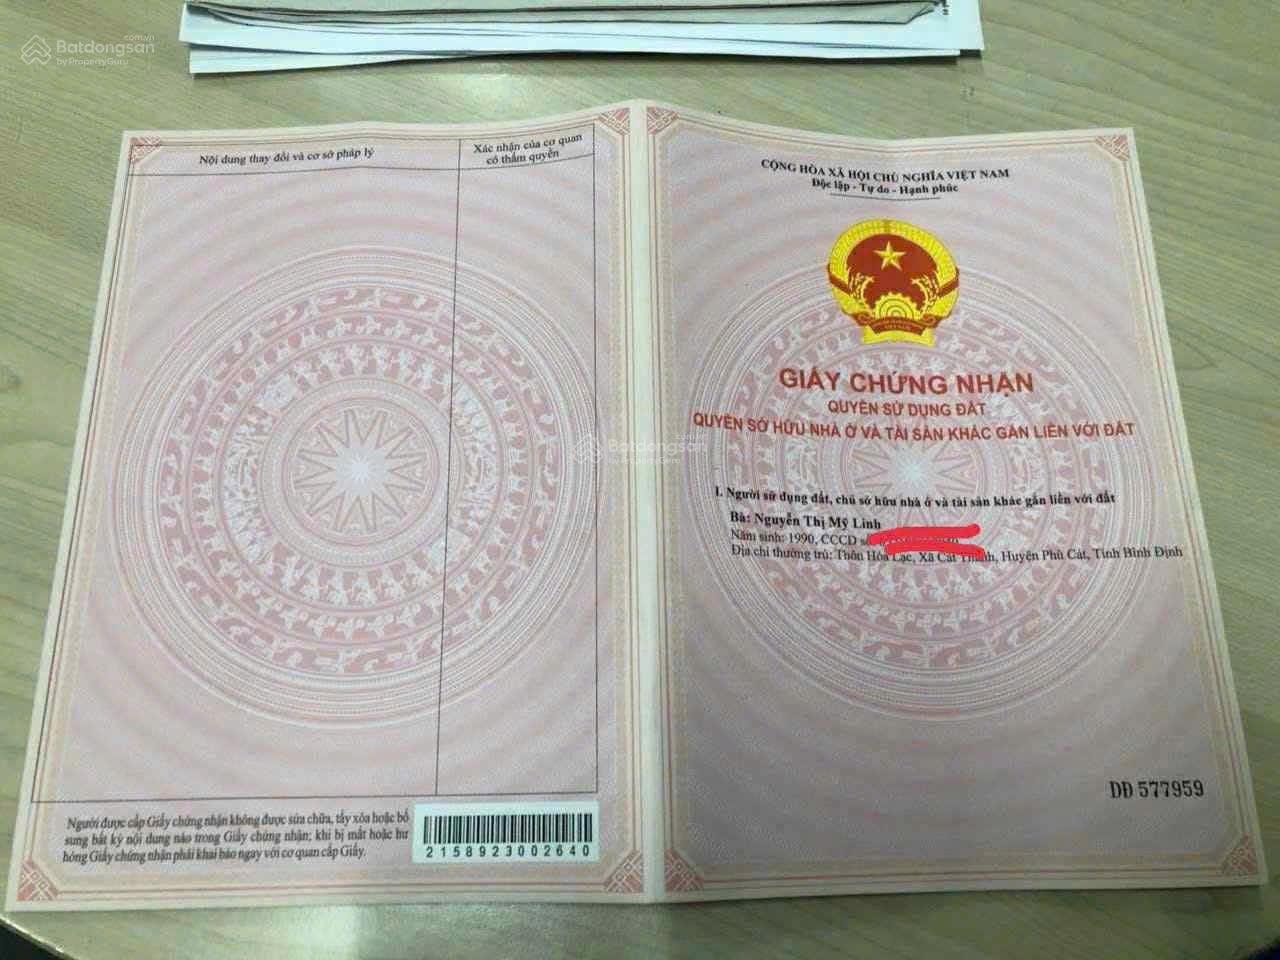 Batdongsan
.com.vn
by PropertyGuru
Nội dung thay đổi và cơ sở pháp lý
Xác nhận của cơ quan
có thẩm quyền
Người được cấp Giấy chứng nhận không được sửa chữa, tẩy xóa hoặc bổ
sung bất kỳ nội dung nào trong Giấy chứng nhận; khi bị mất hoặc hư
hỏng Giấy chứng nhận phải khai báo ngay với cơ quan cấp Giấy.
2158923002640
CỘNG HÒA XÃ HỘI CHỦ NGHĨA VIỆT NAM
Độc lập - Tự do - Hạnh phúc
GIẤY CHỨNG NHẬN
QUYỀN SỬ DỤNG ĐẤT
QUYỀN SỞ HỮU NHÀ Ở VÀ TÀI SẢN KHÁC GẮN LIỀN VỚI ĐẤT
Batdongsan
by PropertyGuru
I. Người sử dụng đất, chủ sở hữu nhà ở và tài sản khác gắn liền với đất
Bà: Nguyễn Thị Mỹ Linh
Năm sinh: 1990, CCCD số
Địa chỉ thường trú: Thôn Hòa Lạc, Xã Cát Thành, Huyện Phù Cát, Tỉnh Bình Định
DĐ 577959